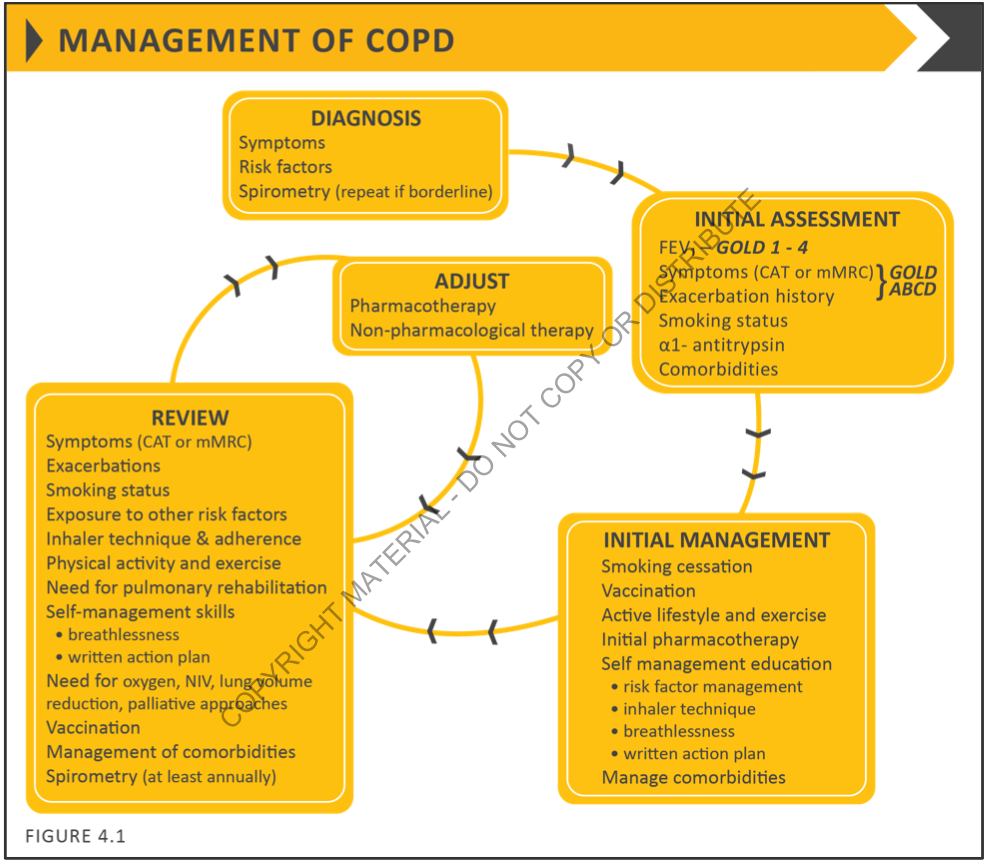 MANAGEMENT OF COPD
DIAGNOSIS
Symptoms
Risk factors
Spirometry (repeat if borderline)
INITIAL ASSESSMENT
FEV₁ – GOLD 1 - 4
Symptoms (CAT or mMRC) } GOLD
Exacerbation history ABCD
Smoking status
α1- antitrypsin
Comorbidities
ADJUST
Pharmacotherapy
Non-pharmacological therapy
REVIEW
Symptoms (CAT or mMRC)
Exacerbations
Smoking status
Exposure to other risk factors
Inhaler technique & adherence
Physical activity and exercise
Need for pulmonary rehabilitation
Self-management skills
• breathlessness
• written action plan
Need for oxygen, NIV, lung volume
reduction, palliative approaches
Vaccination
Management of comorbidities
Spirometry (at least annually)
INITIAL MANAGEMENT
Smoking cessation
Vaccination
Active lifestyle and exercise
Initial pharmacotherapy
Self management education
• risk factor management
• inhaler technique
• breathlessness
• written action plan
Manage comorbidities
COPYRIGHT MATERIAL - DO NOT COPY OR DISTRIBUTE
FIGURE 4.1